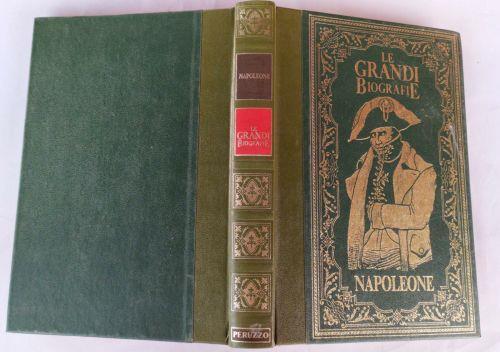 NAPOLEONE
LE
GRANDI
BIOGRAFIE
PERUZZO
LE
GRANDI
BIOGRAFIE
NAPOLEONE